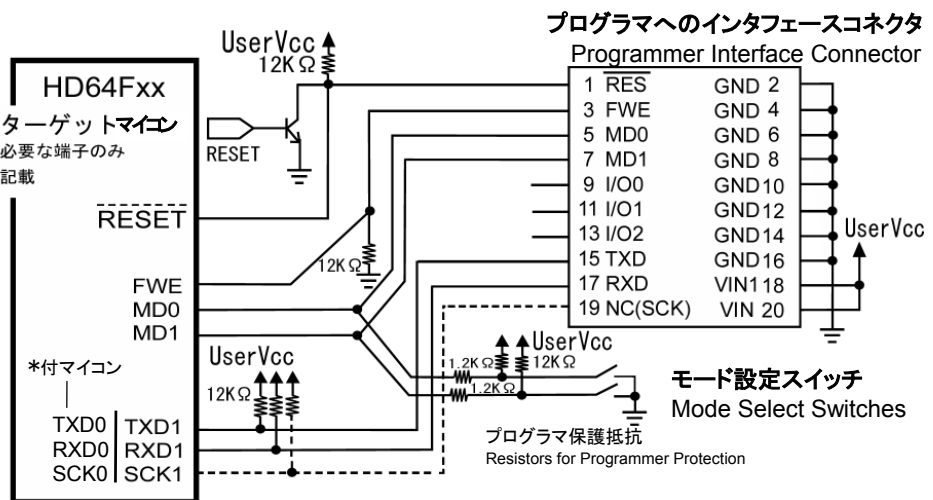 プログラマへのインタフェースコネクタ
Programmer Interface Connector
UserVcc
12KΩ
HD64Fxx
ターゲットマイコン
必要な端子のみ
記載
RESET
RESET
FWE
MD0
MD1
12KΩ
1 RES GND 2
3 FWE GND 4
5 MD0 GND 6
7 MD1 GND 8
9 I/O0 GND10
11 I/O1 GND12
13 I/O2 GND14
15 TXD GND16
17 RXD VIN118
19 NC(SCK) VIN 20
UserVcc
*付マイコン
UserVcc
12KΩ
TXD0 TXD1
RXD0 RXD1
SCK0 SCK1
UserVcc
1.2KΩ 12KΩ
1.2KΩ
モード設定スイッチ
Mode Select Switches
プログラマ保護抵抗
Resistors for Programmer Protection